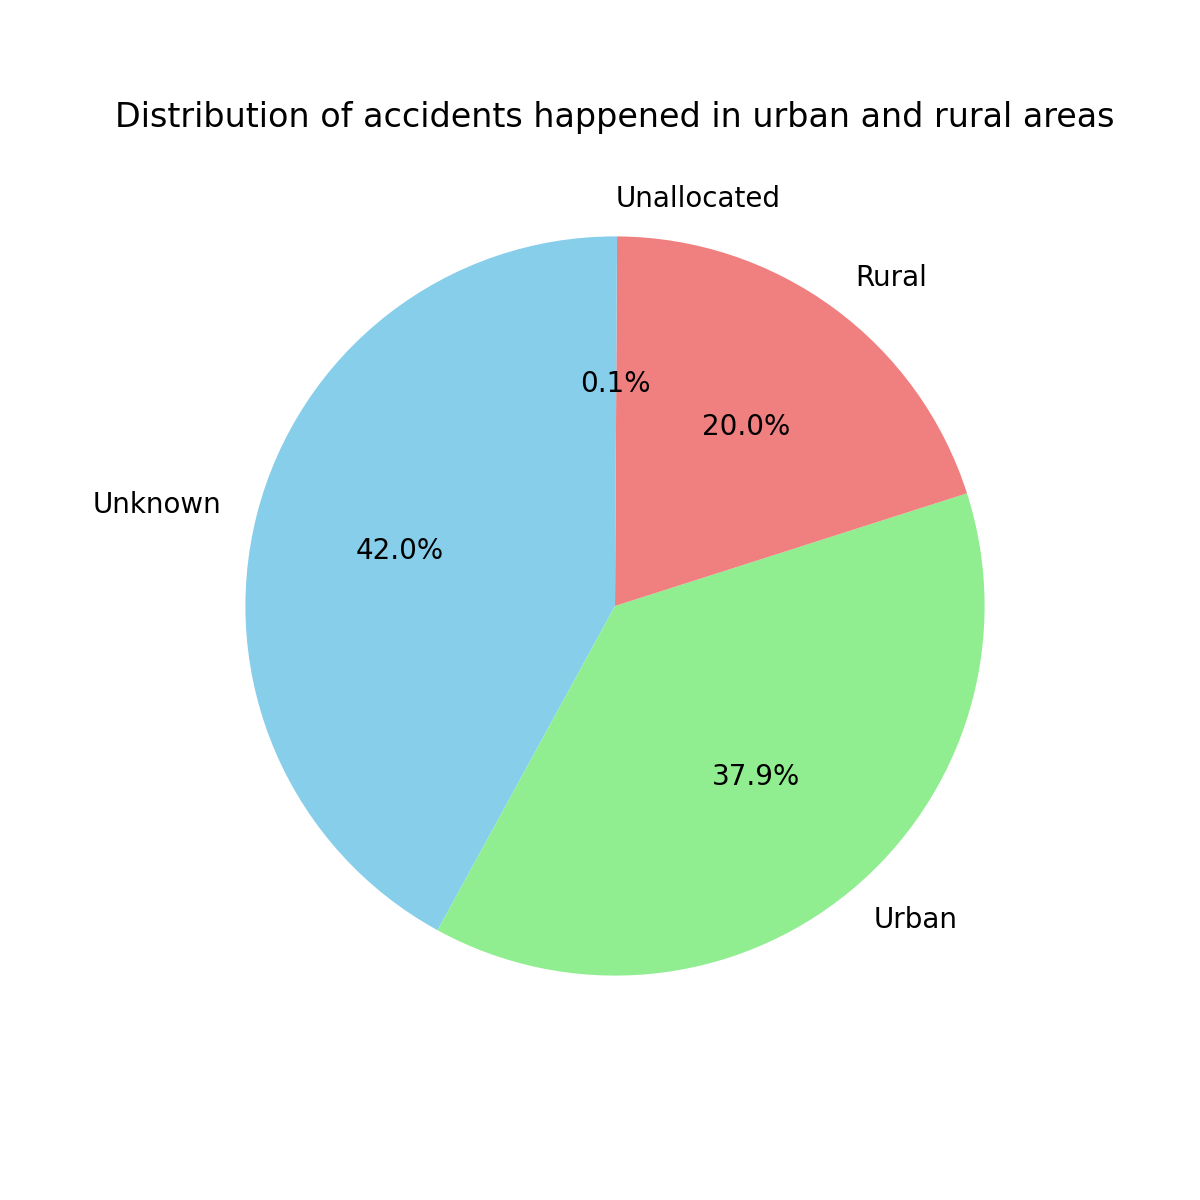 Distribution of accidents happened in urban and rural areas
Unallocated
Rural
0.1%
20.0%
Unknown
42.0%
37.9%
Urban